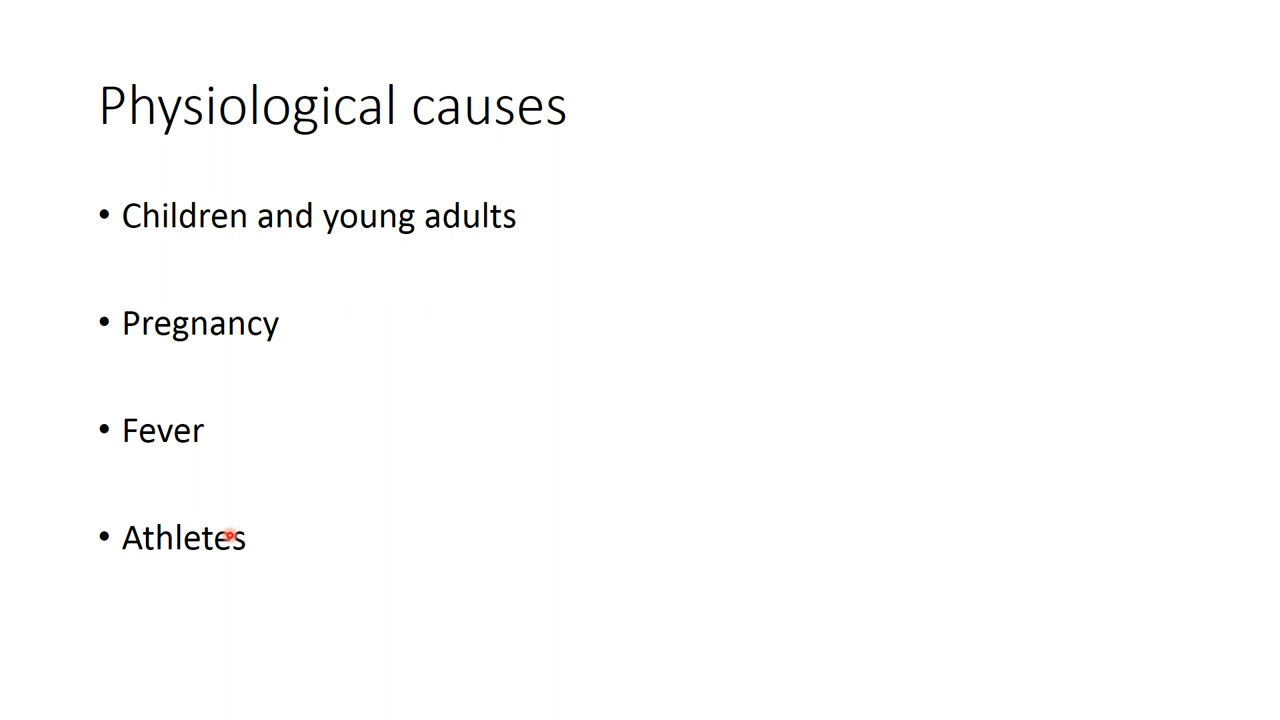 Physiological causes
• Children and young adults
• Pregnancy
• Fever
• Athletes